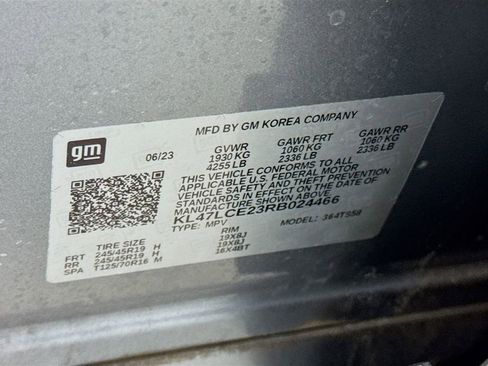 MFD BY GM KOREA COMPANY
gm
06/23 GVWR GAWR FRT GAWR RR
1930 KG 1060 KG 1060 KG
4255 LB 2336 LB 2336 LB
THIS VEHICLE CONFORMS TO ALL
APPLICABLE U.S. FEDERAL MOTOR
VEHICLE SAFETY AND THEFT PREVENTION
STANDARDS IN EFFECT ON THE DATE OF
MANUFACTURE SHOWN ABOVE.
KL47LCE23RB024466
TYPE: MPV MODEL: 364TS58
TIRE SIZE RIM
FRT 245/45R19 H 19X8J
RR 245/45R19 H 19X8J
SPA T125/70R16 M 16X4BT